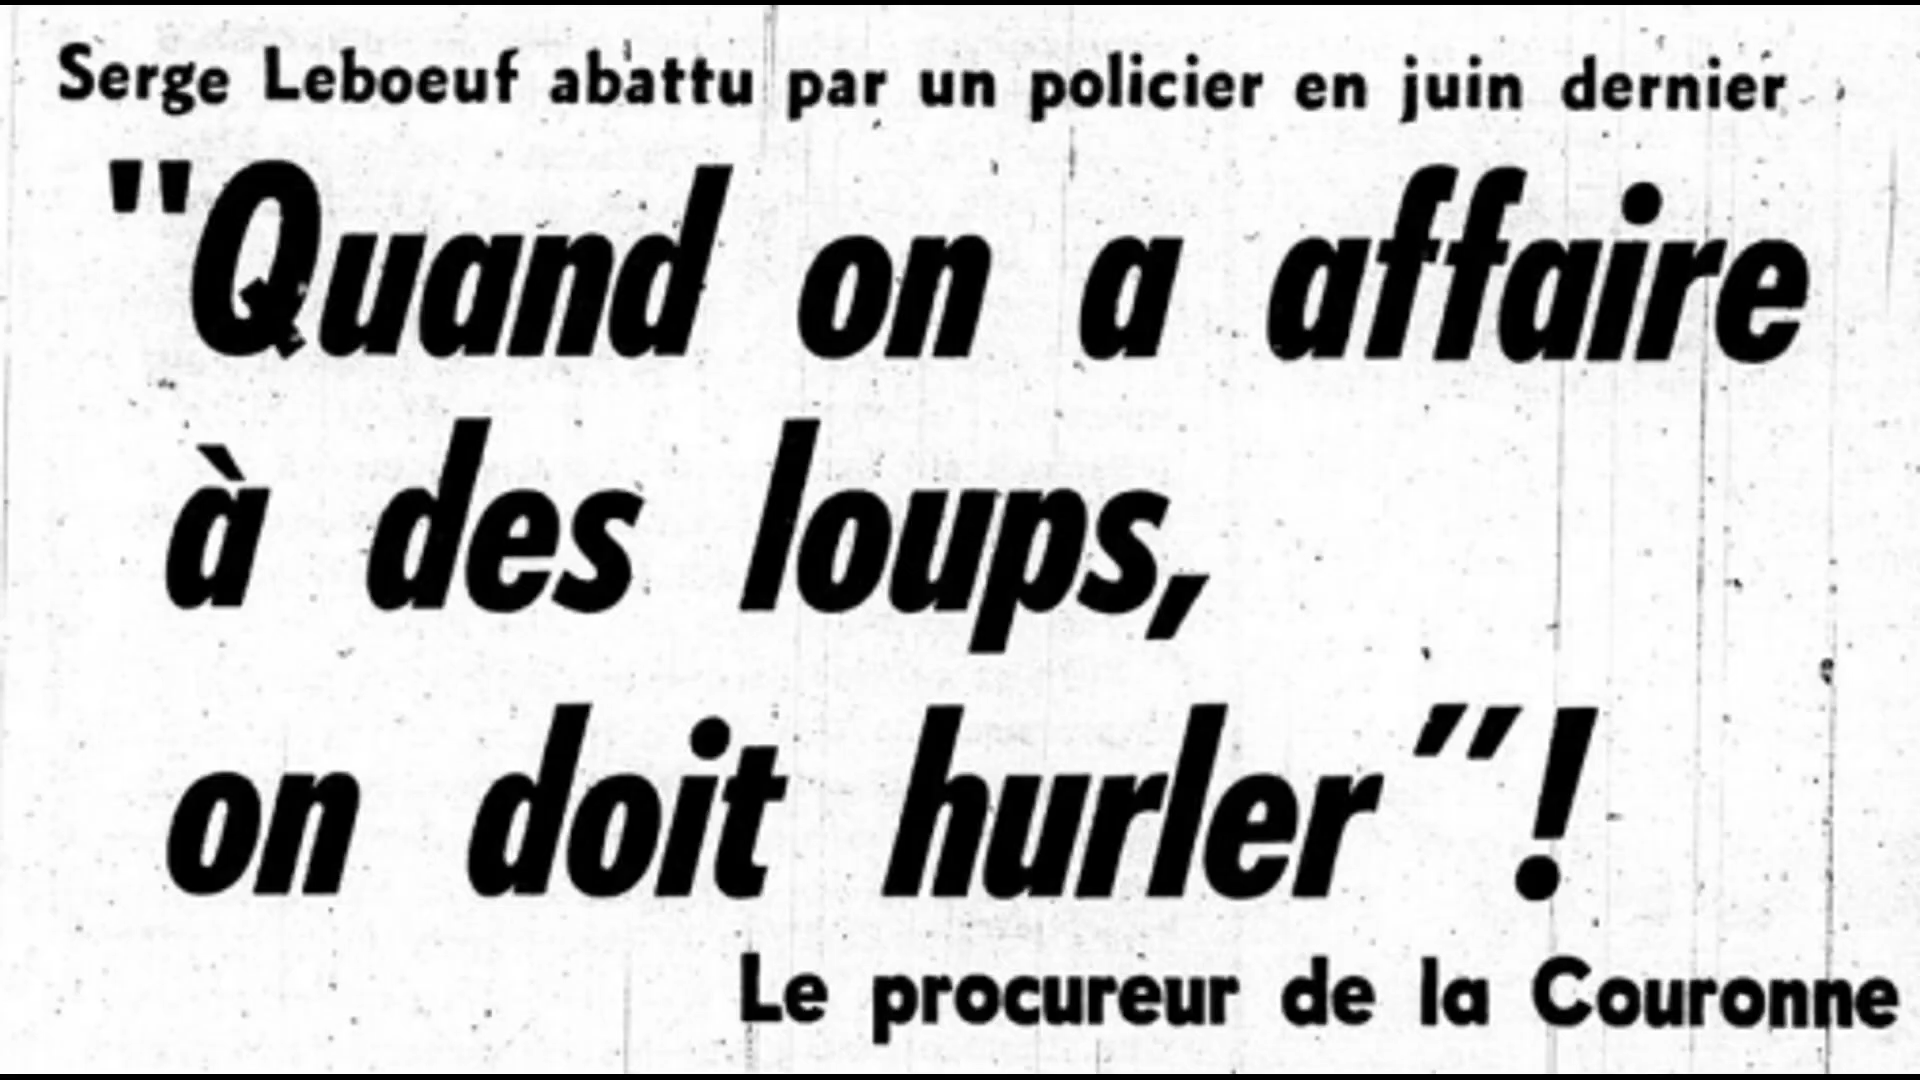 Serge Leboeuf abattu par un policier en juin dernier
"Quand on a affaire
à des loups,
on doit hurler"!
Le procureur de la Couronne